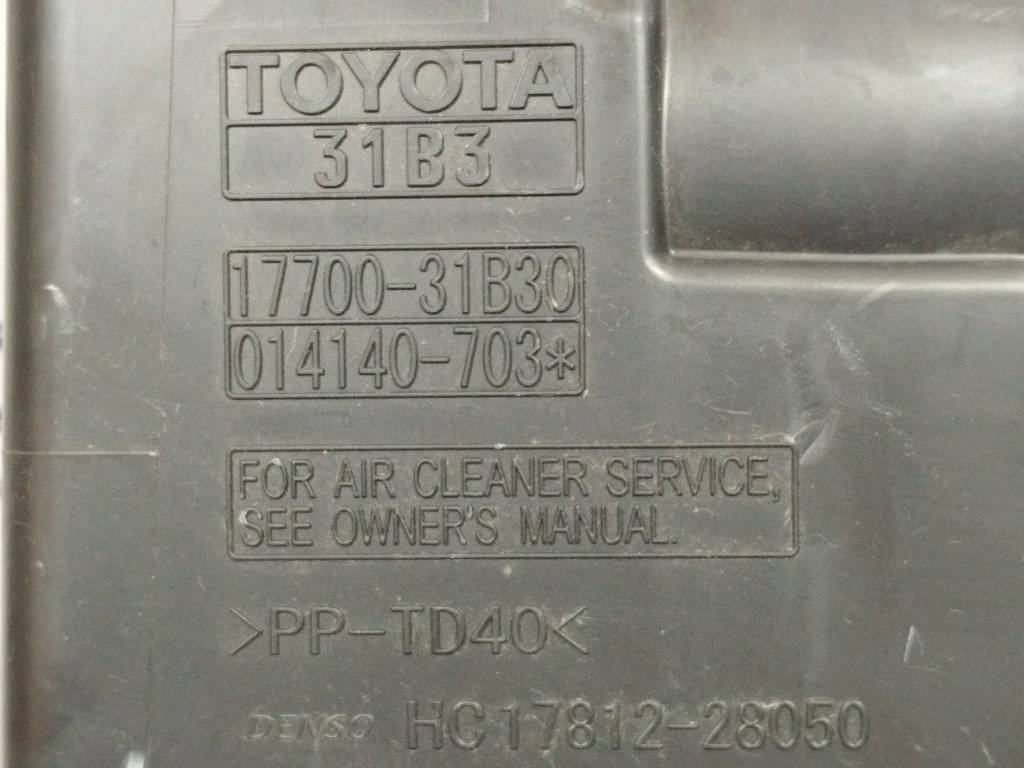 TOYOTA
31B3
17700-31B30
014140-703*
FOR AIR CLEANER SERVICE,
SEE OWNER'S MANUAL.
>PP-TD40<
DENSO HC17812-28050